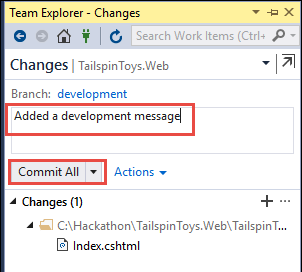 Team Explorer - Changes
Search Work Items (Ctrl+
Changes | TailspinToys.Web
Branch: development
Added a development message
Commit All Actions
Changes (1)
C:\Hackathon\TailspinToys.Web\TailspinT...
Index.cshtml